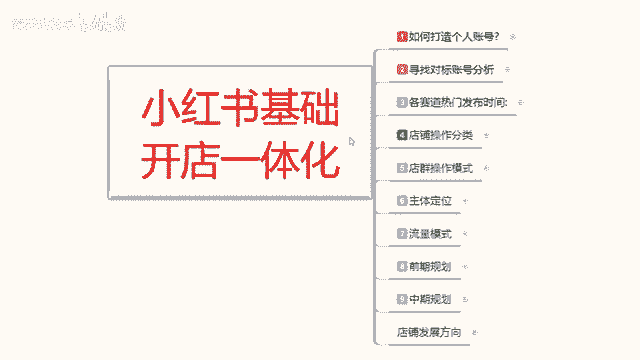 小红书基础
开店一体化
1 如何打造个人账号?
2 寻找对标账号分析
3 各赛道热门发布时间:
4 店铺操作分类
5 店群操作模式
6 主体定位
7 流量模式
8 前期规划
9 中期规划
店铺发展方向